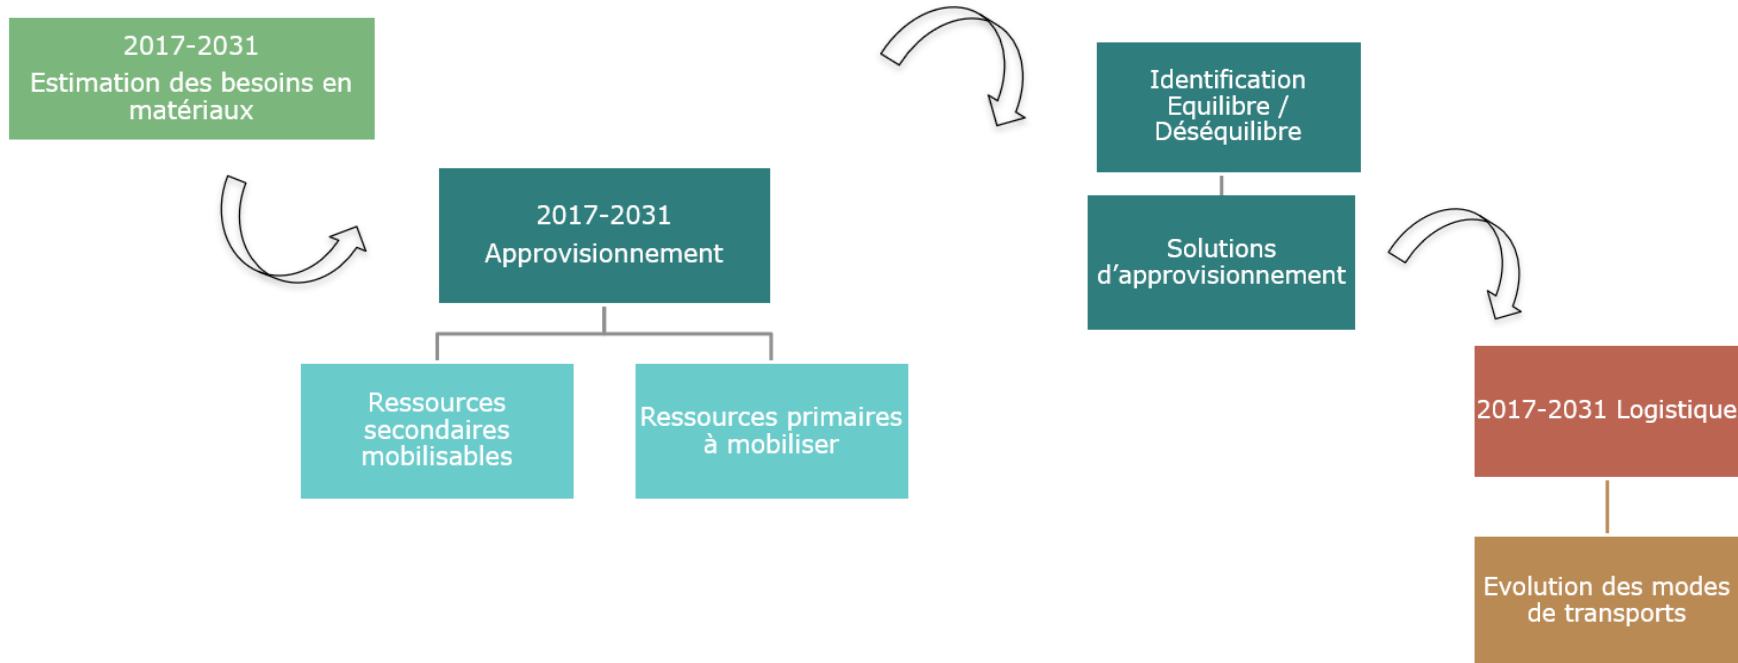 2017-2031
Estimation des besoins en
matériaux
2017-2031
Approvisionnement
Ressources
secondaires
mobilisables
Ressources primaires
à mobiliser
Identification
Equilibre /
Déséquilibre
Solutions
d’approvisionnement
2017-2031 Logistique
Evolution des modes
de transports